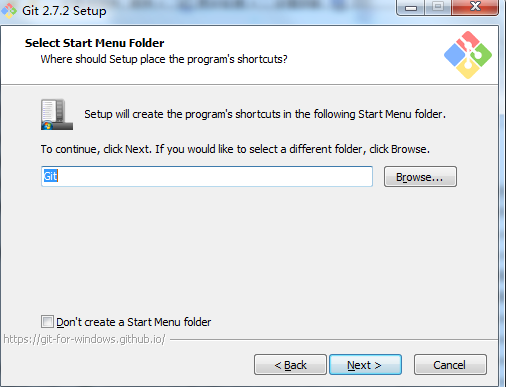 Git 2.7.2 Setup
Select Start Menu Folder
Where should Setup place the program's shortcuts?
Setup will create the program's shortcuts in the following Start Menu folder.
To continue, click Next. If you would like to select a different folder, click Browse.
Git
Browse...
Don't create a Start Menu folder
https://git-for-windows.github.io/
< Back
Next >
Cancel